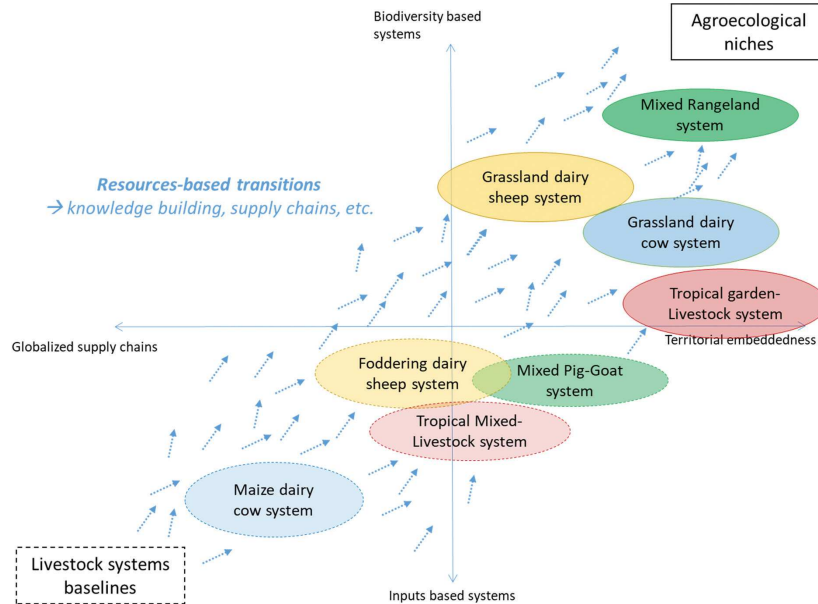 Biodiversity based
systems
Agroecological
niches
Mixed Rangeland
system
Resources-based transitions
→ knowledge building, supply chains, etc.
Grassland dairy
sheep system
Grassland dairy
cow system
Tropical garden-
Livestock system
Globalized supply chains
Territorial embeddedness
Foddering dairy
sheep system
Mixed Pig-Goat
system
Tropical Mixed-
Livestock system
Maize dairy
cow system
Livestock systems
baselines
Inputs based systems